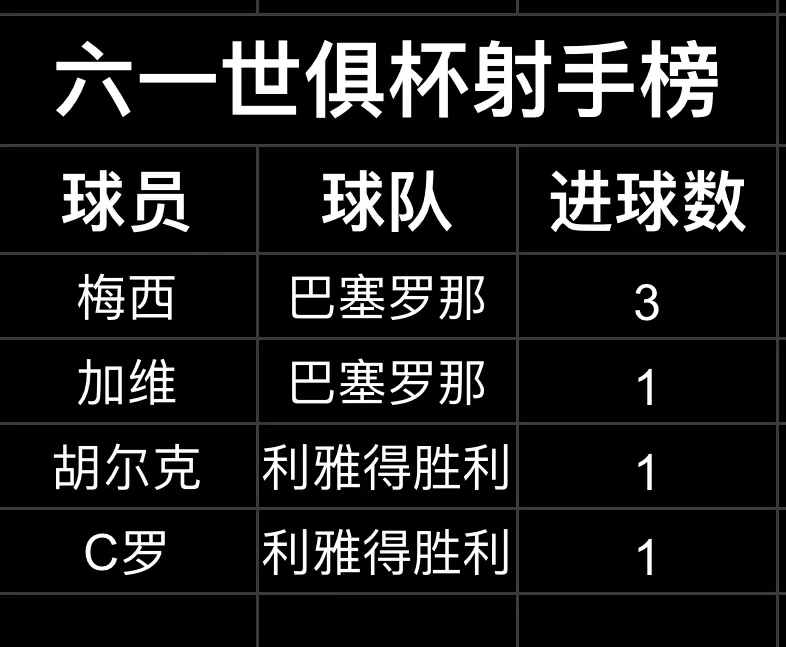 六一世俱杯射手榜
球员 球队 进球数
梅西 巴塞罗那 3
加维 巴塞罗那 1
胡尔克 利雅得胜利 1
C罗 利雅得胜利 1